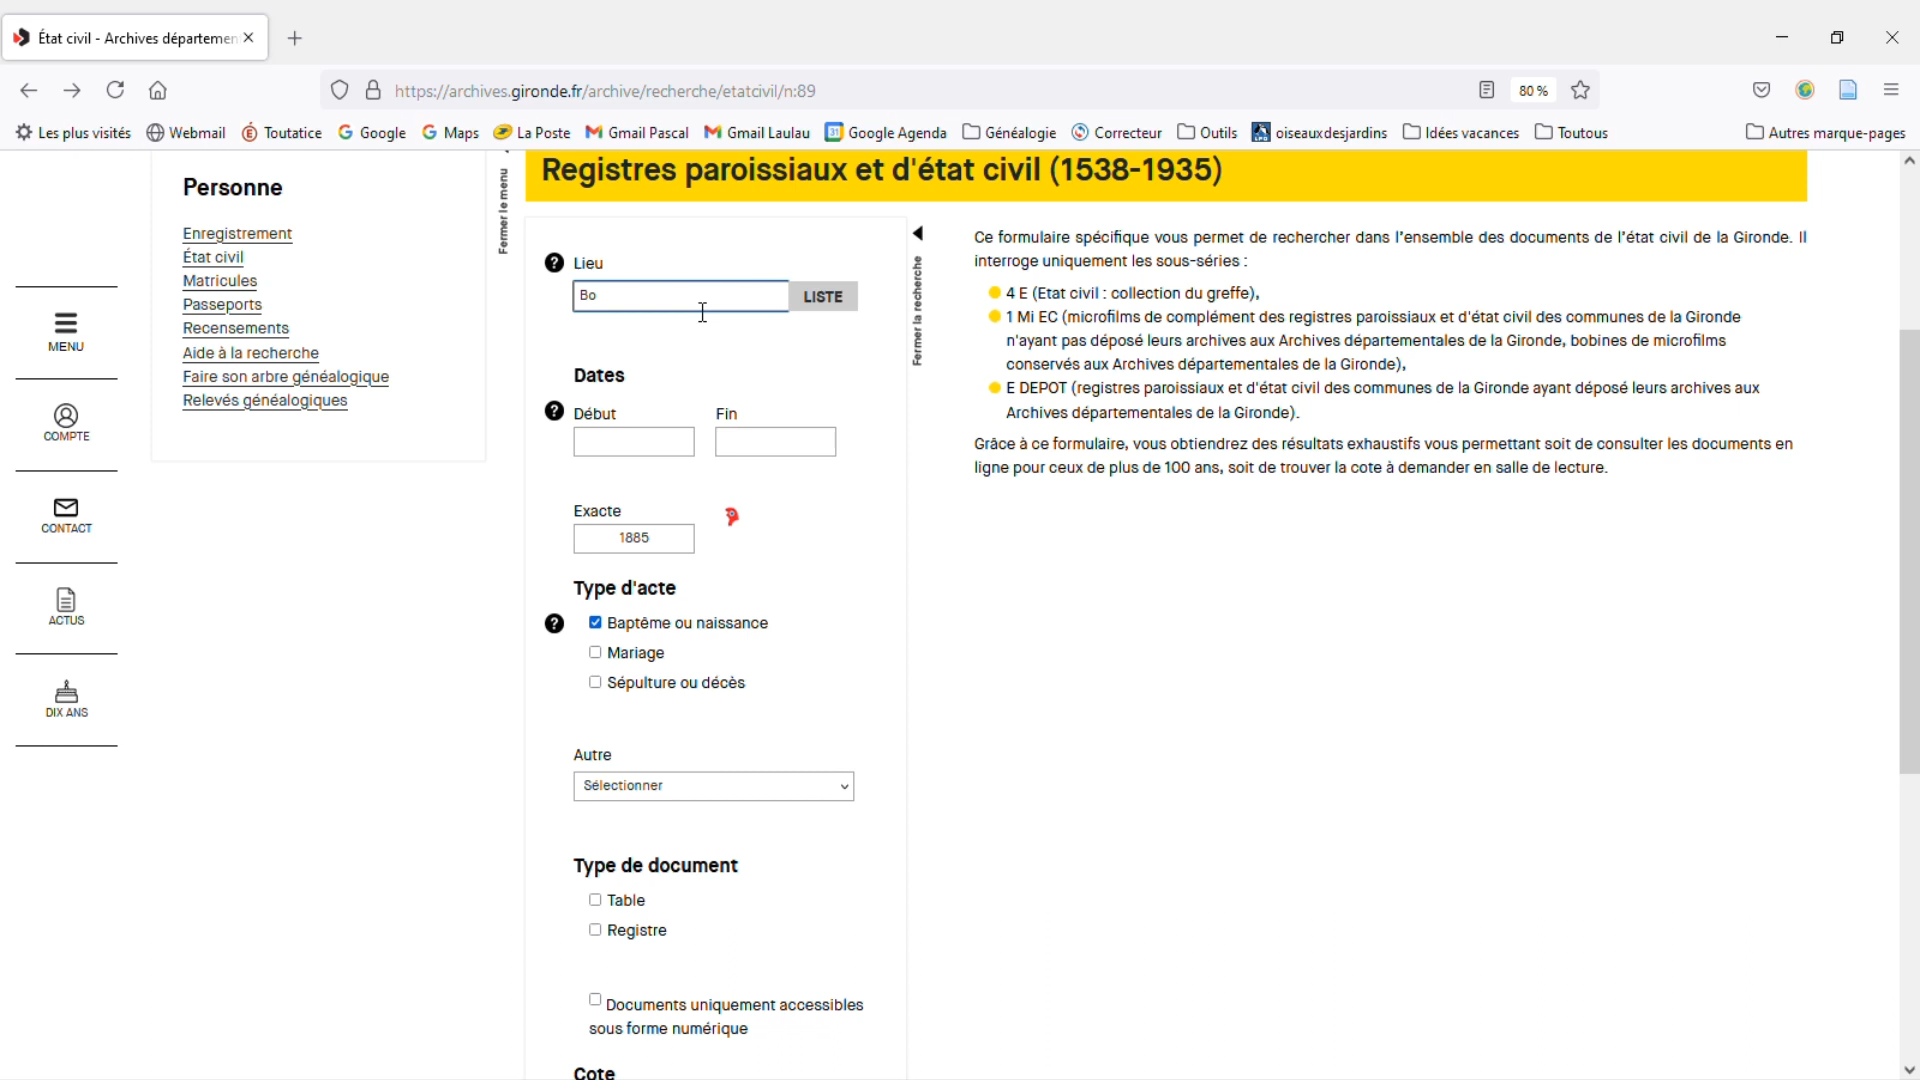 État civil - Archives départemen
https://archives.gironde.fr/archive/recherche/etatcivil/n:89
80 %
Les plus visités
Webmail
Toutatice
Google
Maps
La Poste
Gmail Pascal
Gmail Laulau
Google Agenda
Généalogie
Correcteur
Outils
oiseauxdesjardins
Idées vacances
Toutous
Autres marque-pages
MENU
COMPTE
CONTACT
ACTUS
DIX ANS
Personne
Enregistrement
État civil
Matricules
Passeports
Recensements
Aide à la recherche
Faire son arbre généalogique
Relevés généalogiques
Fermer le menu
Registres paroissiaux et d'état civil (1538-1935)
Lieu
Bo
LISTE
Dates
Début
Fin
Exacte
1885
Type d'acte
Baptême ou naissance
Mariage
Sépulture ou décès
Autre
Sélectionner
Type de document
Table
Registre
Documents uniquement accessibles
sous forme numérique
Cote
Fermer la recherche
Ce formulaire spécifique vous permet de rechercher dans l'ensemble des documents de l'état civil de la Gironde. Il
interroge uniquement les sous-séries :
4 E (Etat civil : collection du greffe),
1 Mi EC (microfilms de complément des registres paroissiaux et d'état civil des communes de la Gironde
n'ayant pas déposé leurs archives aux Archives départementales de la Gironde, bobines de microfilms
conservés aux Archives départementales de la Gironde),
E DEPOT (registres paroissiaux et d'état civil des communes de la Gironde ayant déposé leurs archives aux
Archives départementales de la Gironde).
Grâce à ce formulaire, vous obtiendrez des résultats exhaustifs vous permettant soit de consulter les documents en
ligne pour ceux de plus de 100 ans, soit de trouver la cote à demander en salle de lecture.